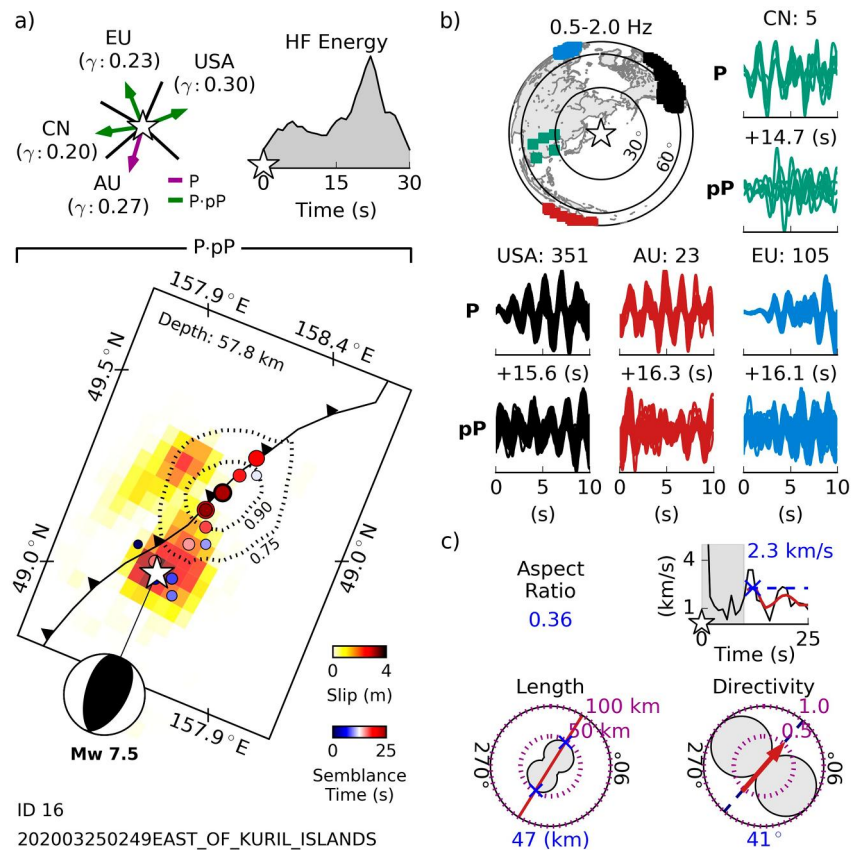 a)
EU
(γ:0.23)
USA
(γ:0.30)
CN
(γ:0.20)
AU
(γ:0.27)
P
P·pP
HF Energy
0 15 30
Time (s)
P·pP
157.9°E
158.4°E
Depth: 57.8 km
49.5°N
49.0°N
49.0°N
0.90
0.75
157.9°E
Mw 7.5
0 4
Slip (m)
0 25
Semblance
Time (s)
ID 16
202003250249EAST_OF_KURIL_ISLANDS
b)
0.5-2.0 Hz
30°
60°
CN: 5
P
+14.7 (s)
pP
USA: 351 AU: 23 EU: 105
P
+15.6 (s) +16.3 (s) +16.1 (s)
pP
0 5 10 0 5 10 0 5 10
(s) (s) (s)
c)
Aspect
Ratio
0.36
2.3 km/s
4
1
(km/s)
0 25
Time (s)
Length
100 km
50 km
270°
90°
47 (km)
Directivity
1.0
0.5
270°
90°
41°